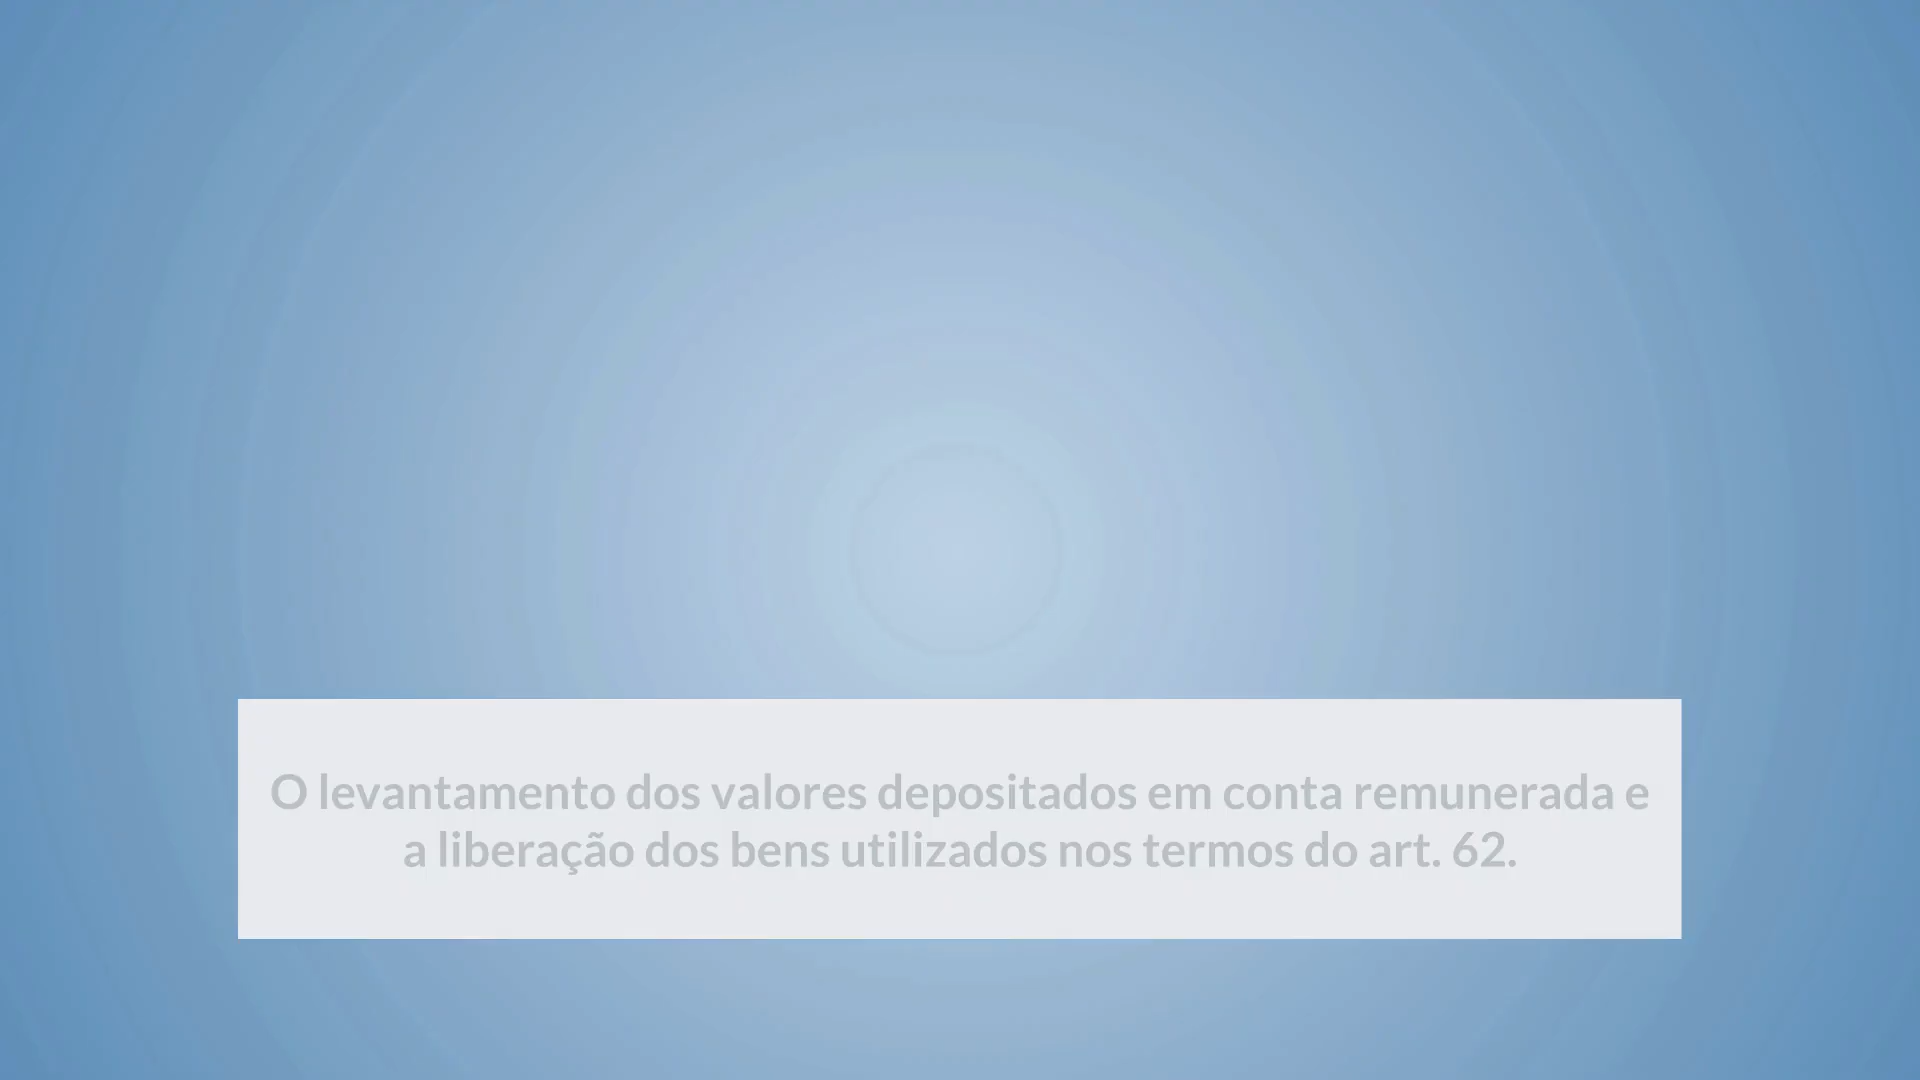 O levantamento dos valores depositados em conta remunerada e
a liberação dos bens utilizados nos termos do art. 62.